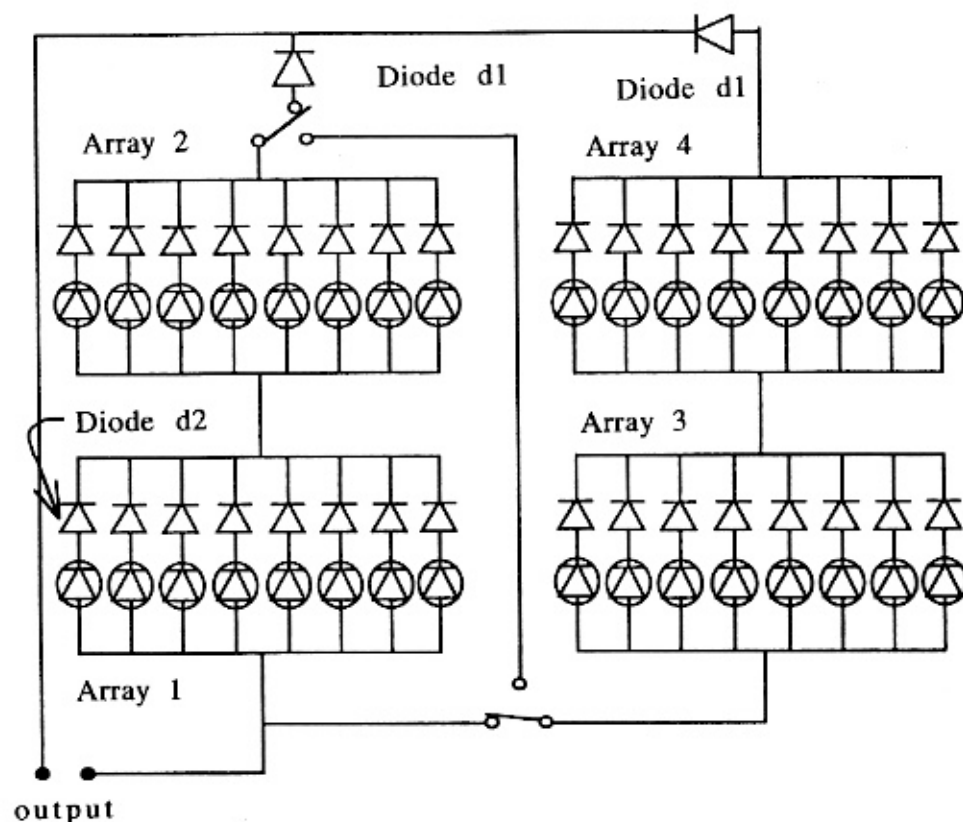 Diode d1
Diode d1
Array 2
Array 4
Diode d2
Array 3
Array 1
output